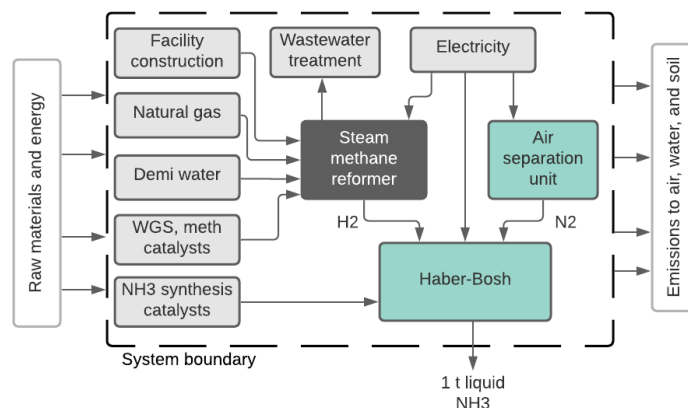 Raw materials and energy
Facility
construction
Natural gas
Demi water
WGS, meth
catalysts
NH3 synthesis
catalysts
Wastewater
treatment
Electricity
Steam
methane
reformer
Air
separation
unit
H2
N2
Haber-Bosh
System boundary
1 t liquid
NH3
Emissions to air, water, and soil